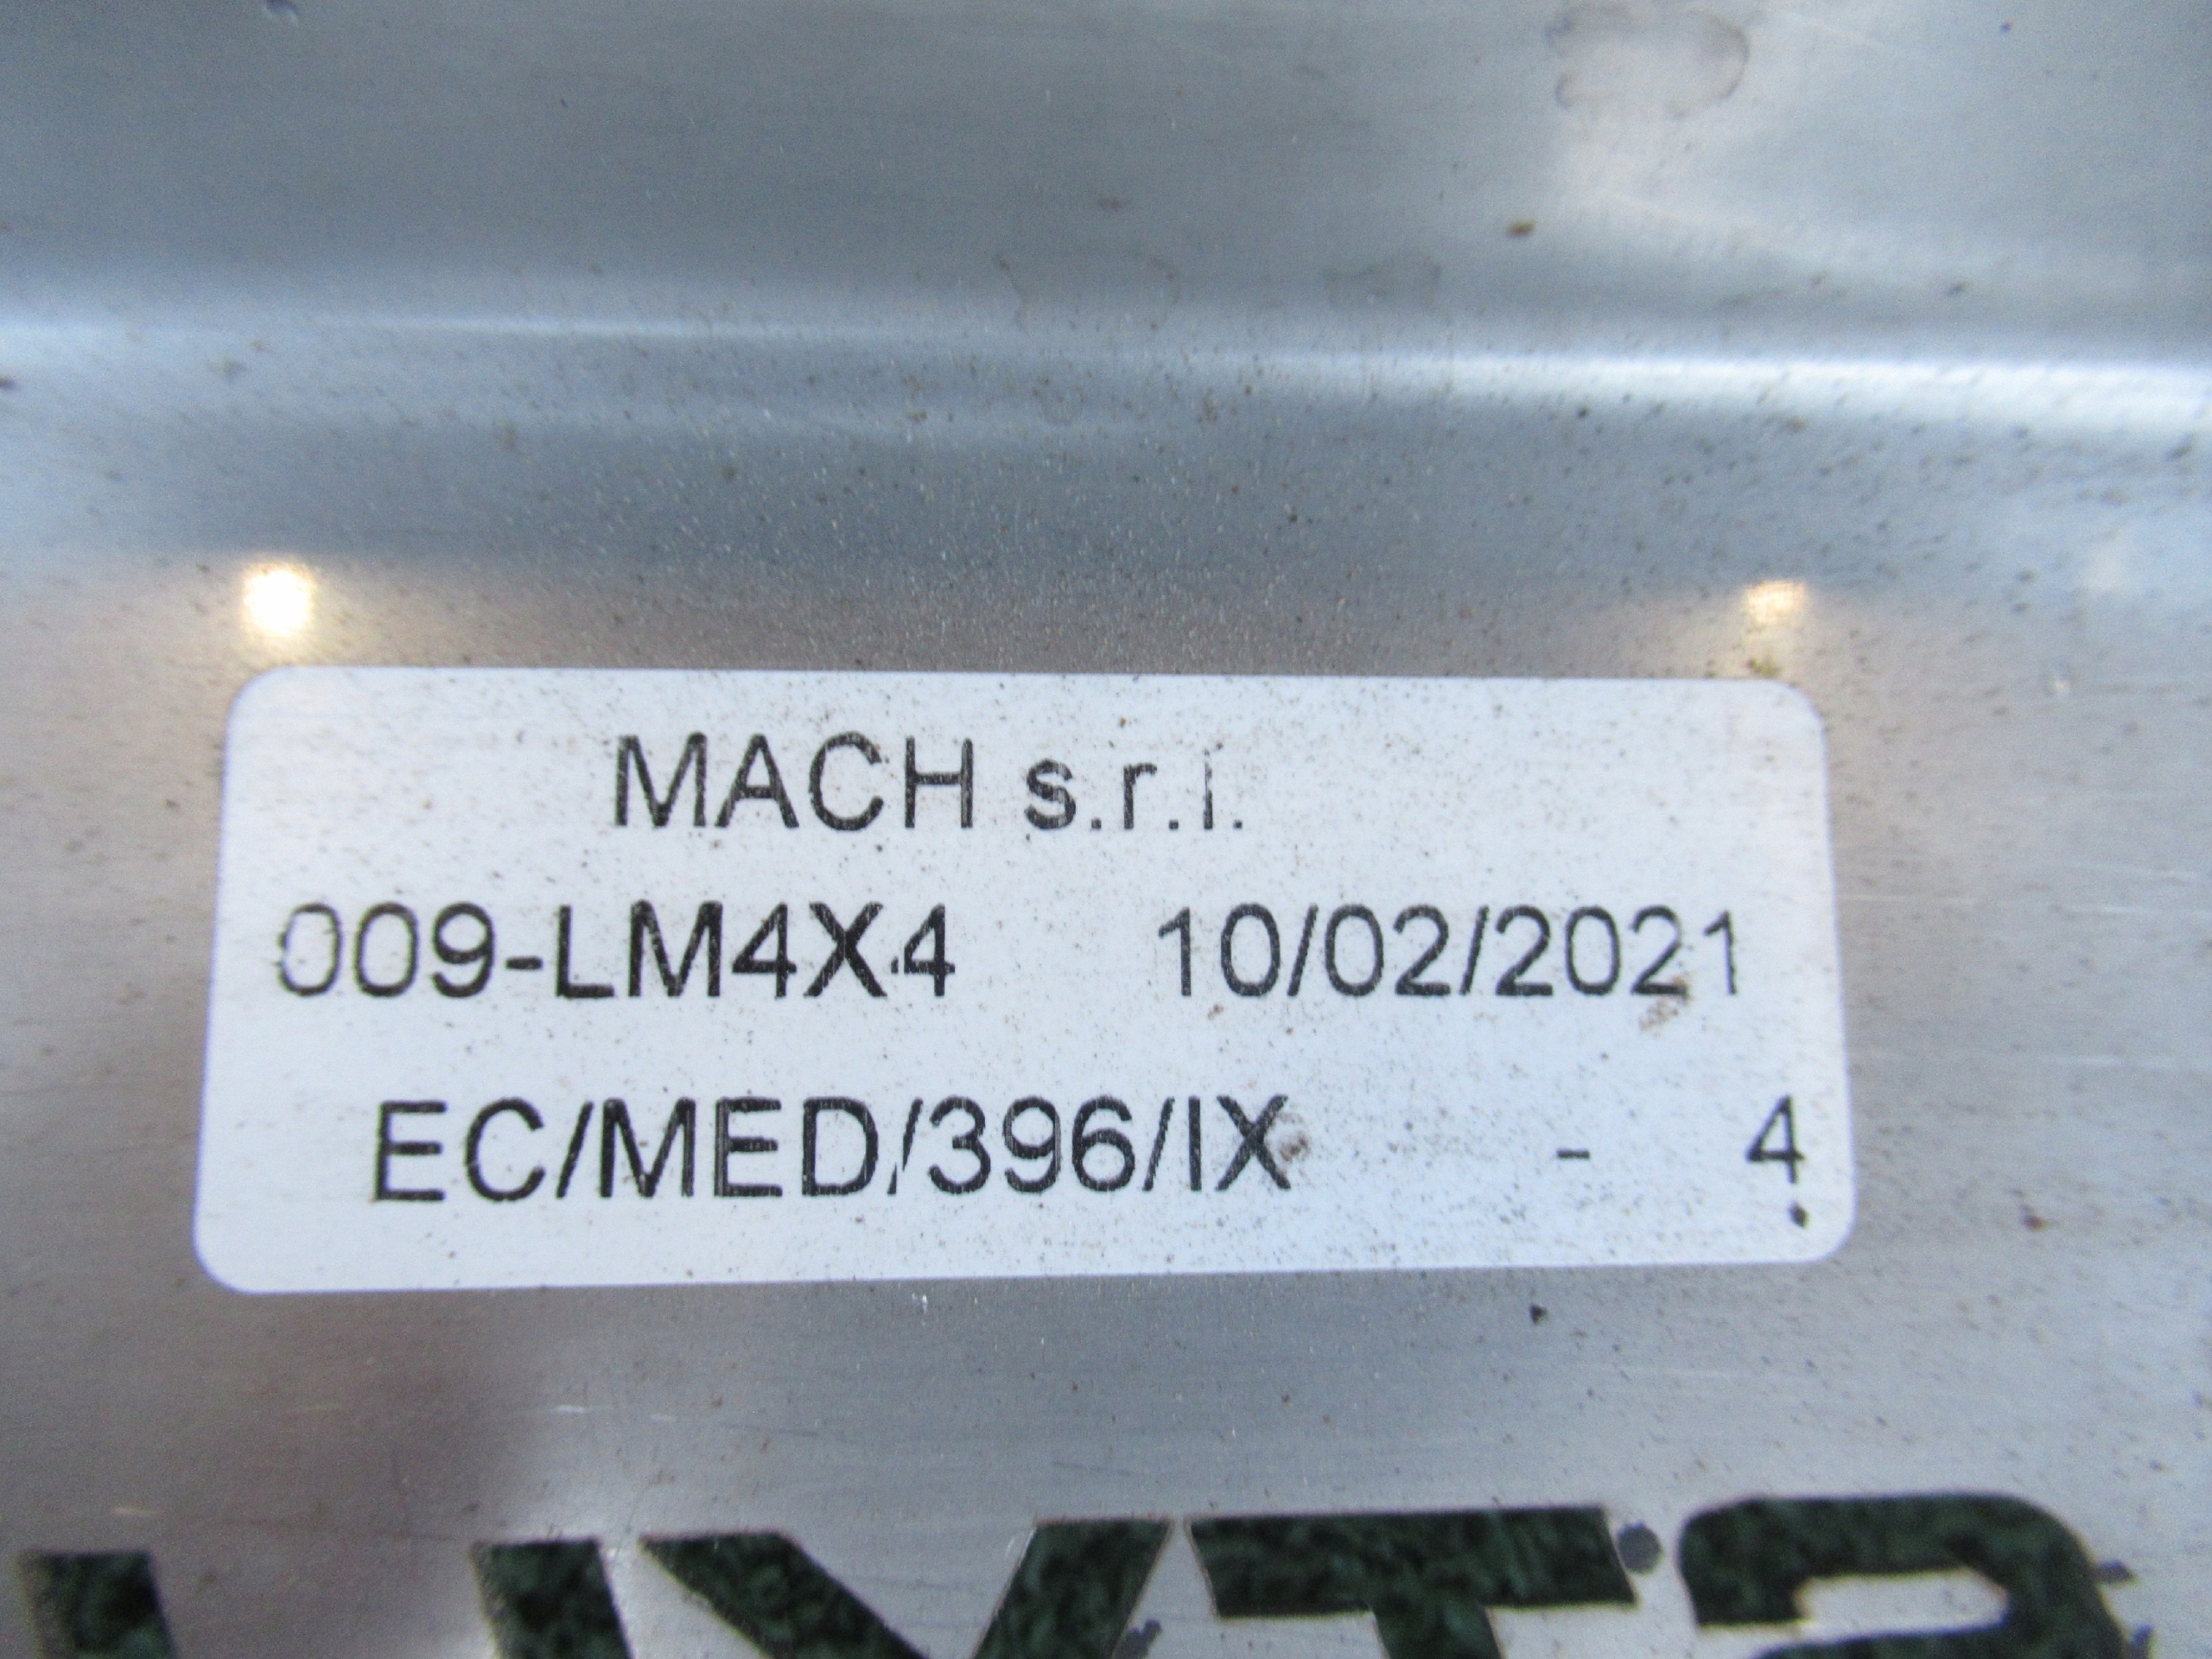 MACH s.r.l.
009-LM4X4 10/02/2021
EC/MED/396/IX - 4